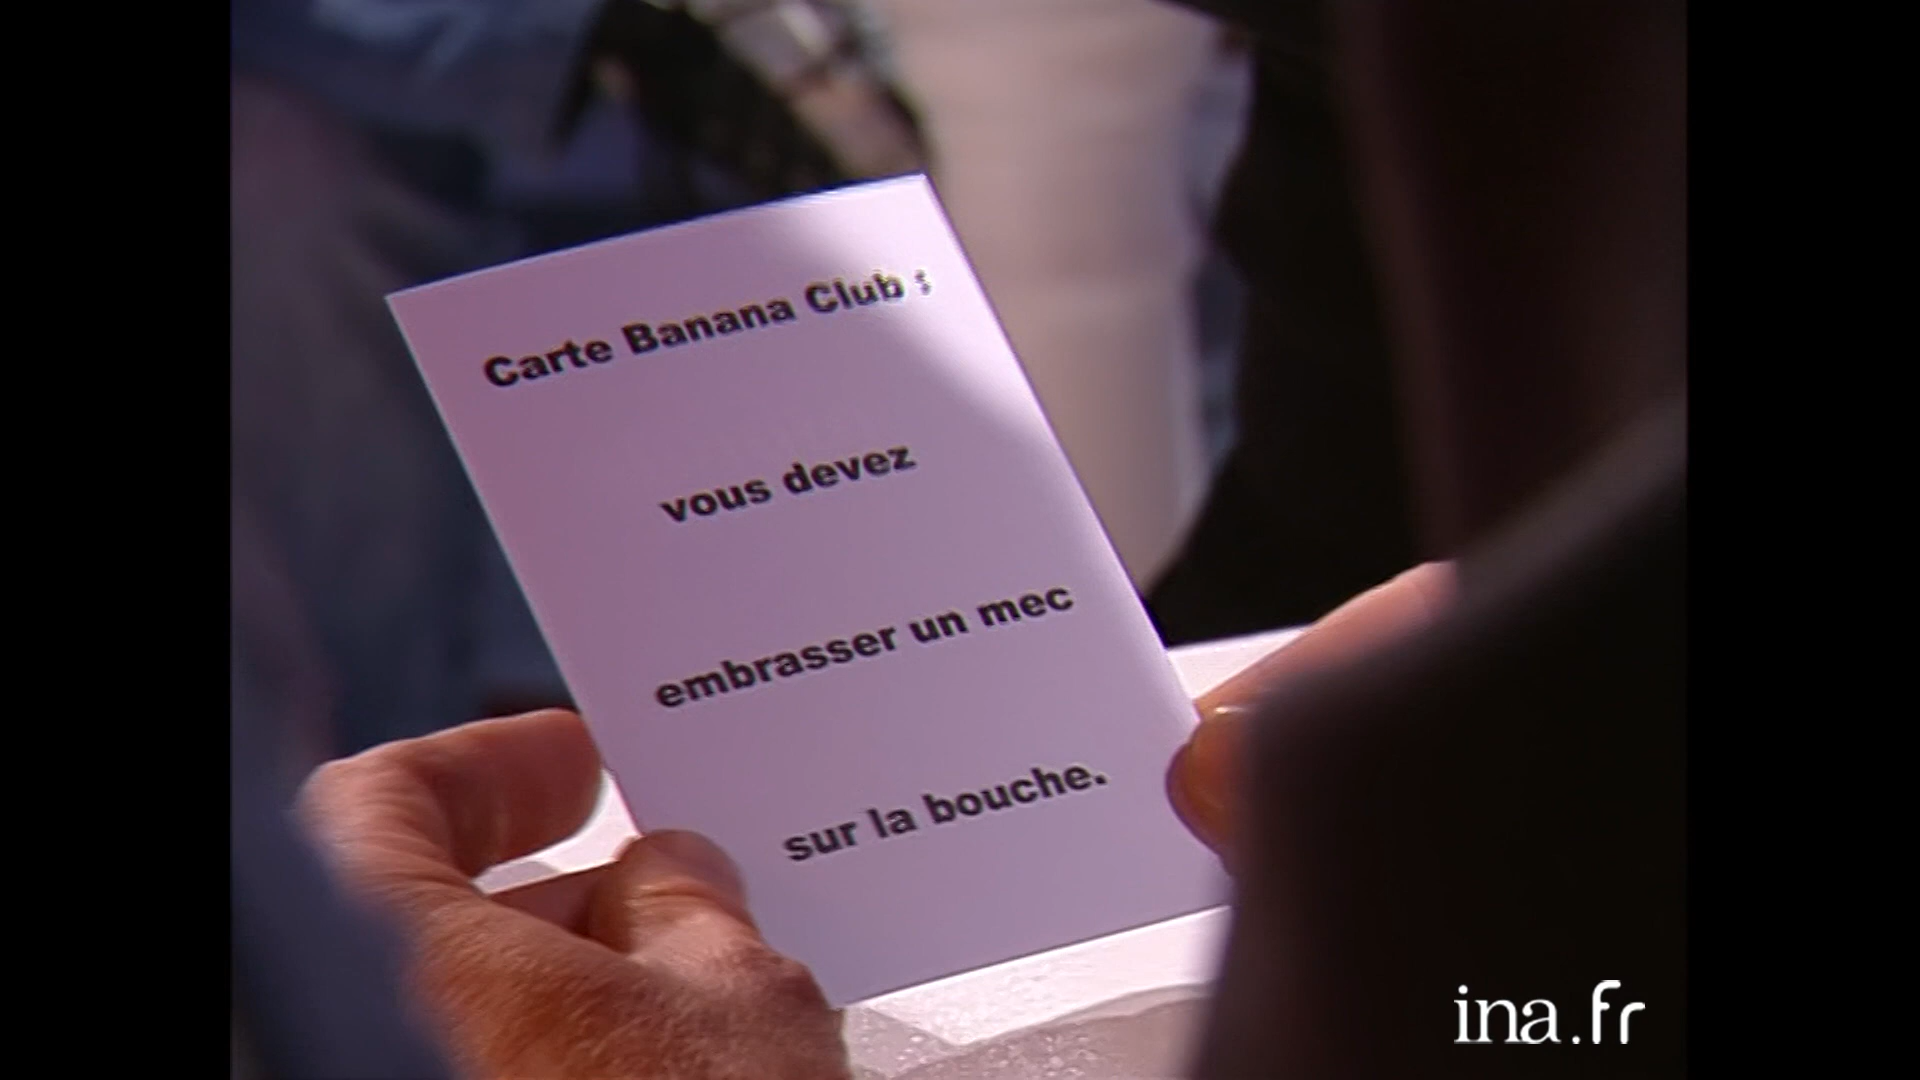 Carte Banana Club :
vous devez
embrasser un mec
sur la bouche.
ina.fr